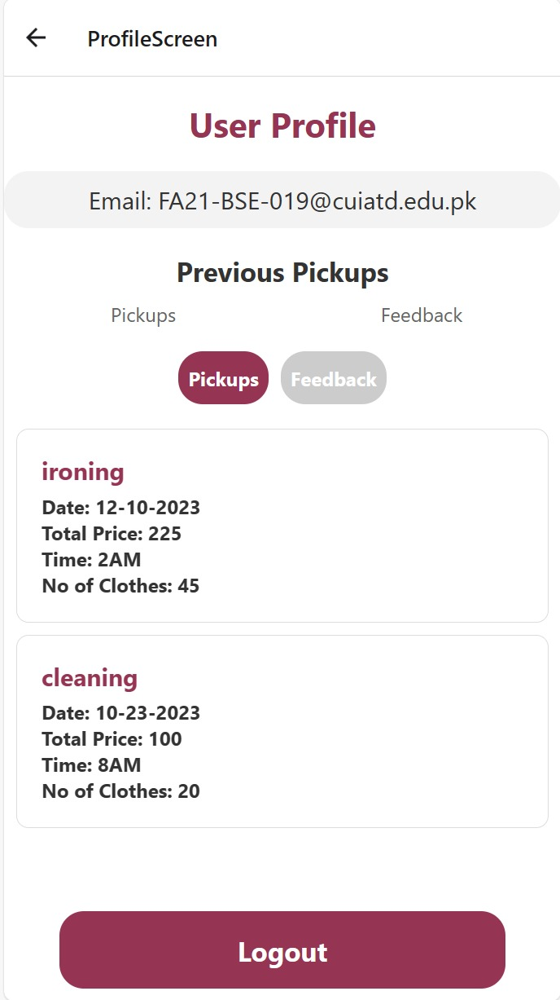 ProfileScreen
User Profile
Email: FA21-BSE-019@cuiatd.edu.pk
Previous Pickups
Pickups Feedback
Pickups Feedback
ironing
Date: 12-10-2023
Total Price: 225
Time: 2AM
No of Clothes: 45
cleaning
Date: 10-23-2023
Total Price: 100
Time: 8AM
No of Clothes: 20
Logout